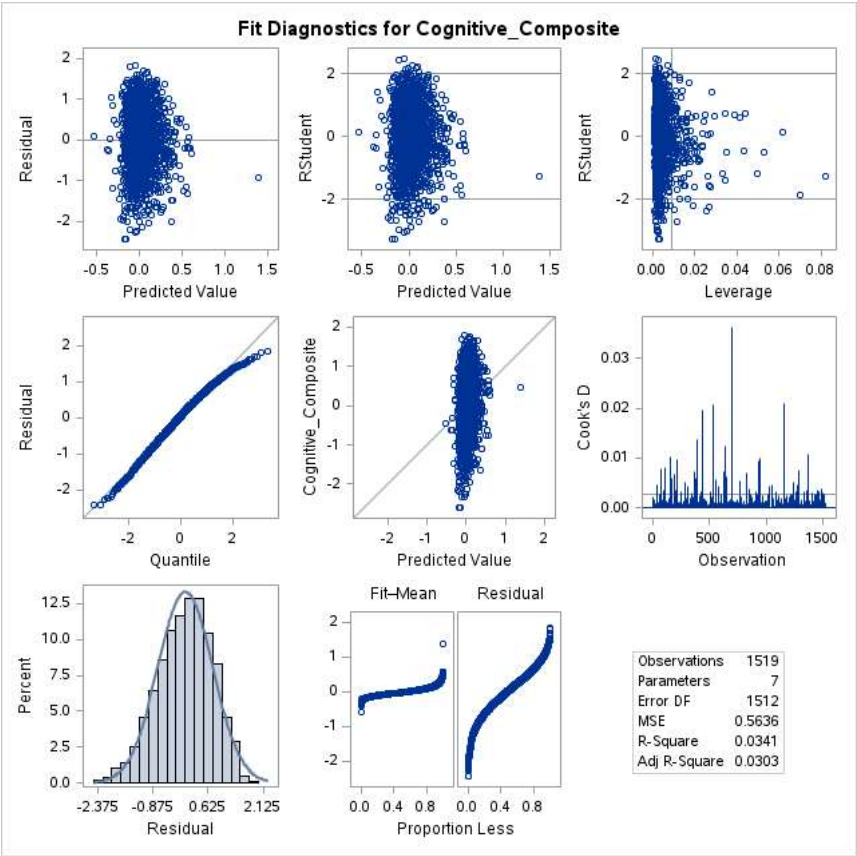 Fit Diagnostics for Cognitive_Composite
2
1
0
-1
-2
Residual
-0.5 0.0 0.5 1.0 1.5
Predicted Value
2
0
-2
RStudent
-0.5 0.0 0.5 1.0 1.5
Predicted Value
2
0
-2
RStudent
0.00 0.02 0.04 0.06 0.08
Leverage
2
1
0
-1
-2
Residual
-2 0 2
Quantile
2
1
0
-1
-2
Cognitive_Composite
-2 -1 0 1 2
Predicted Value
0.03
0.02
0.01
0.00
Cook's D
0 500 1000 1500
Observation
12.5
10.0
7.5
5.0
2.5
0.0
Percent
-2.375 -0.875 0.625 2.125
Residual
Fit–Mean Residual
2
1
0
-1
-2
0.0 0.4 0.8 0.0 0.4 0.8
Proportion Less
Observations 1519
Parameters 7
Error DF 1512
MSE 0.5636
R-Square 0.0341
Adj R-Square 0.0303